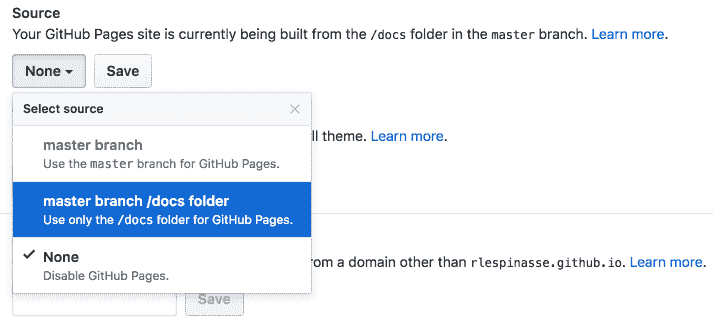 Source
Your GitHub Pages site is currently being built from the /docs folder in the master branch. Learn more.
None Save
Select source
master branch
ll theme. Learn more.
Use the master branch for GitHub Pages.
master branch /docs folder
Use only the /docs folder for GitHub Pages.
None
om a domain other than rlespinasse.github.io. Learn more.
Disable GitHub Pages.
Save